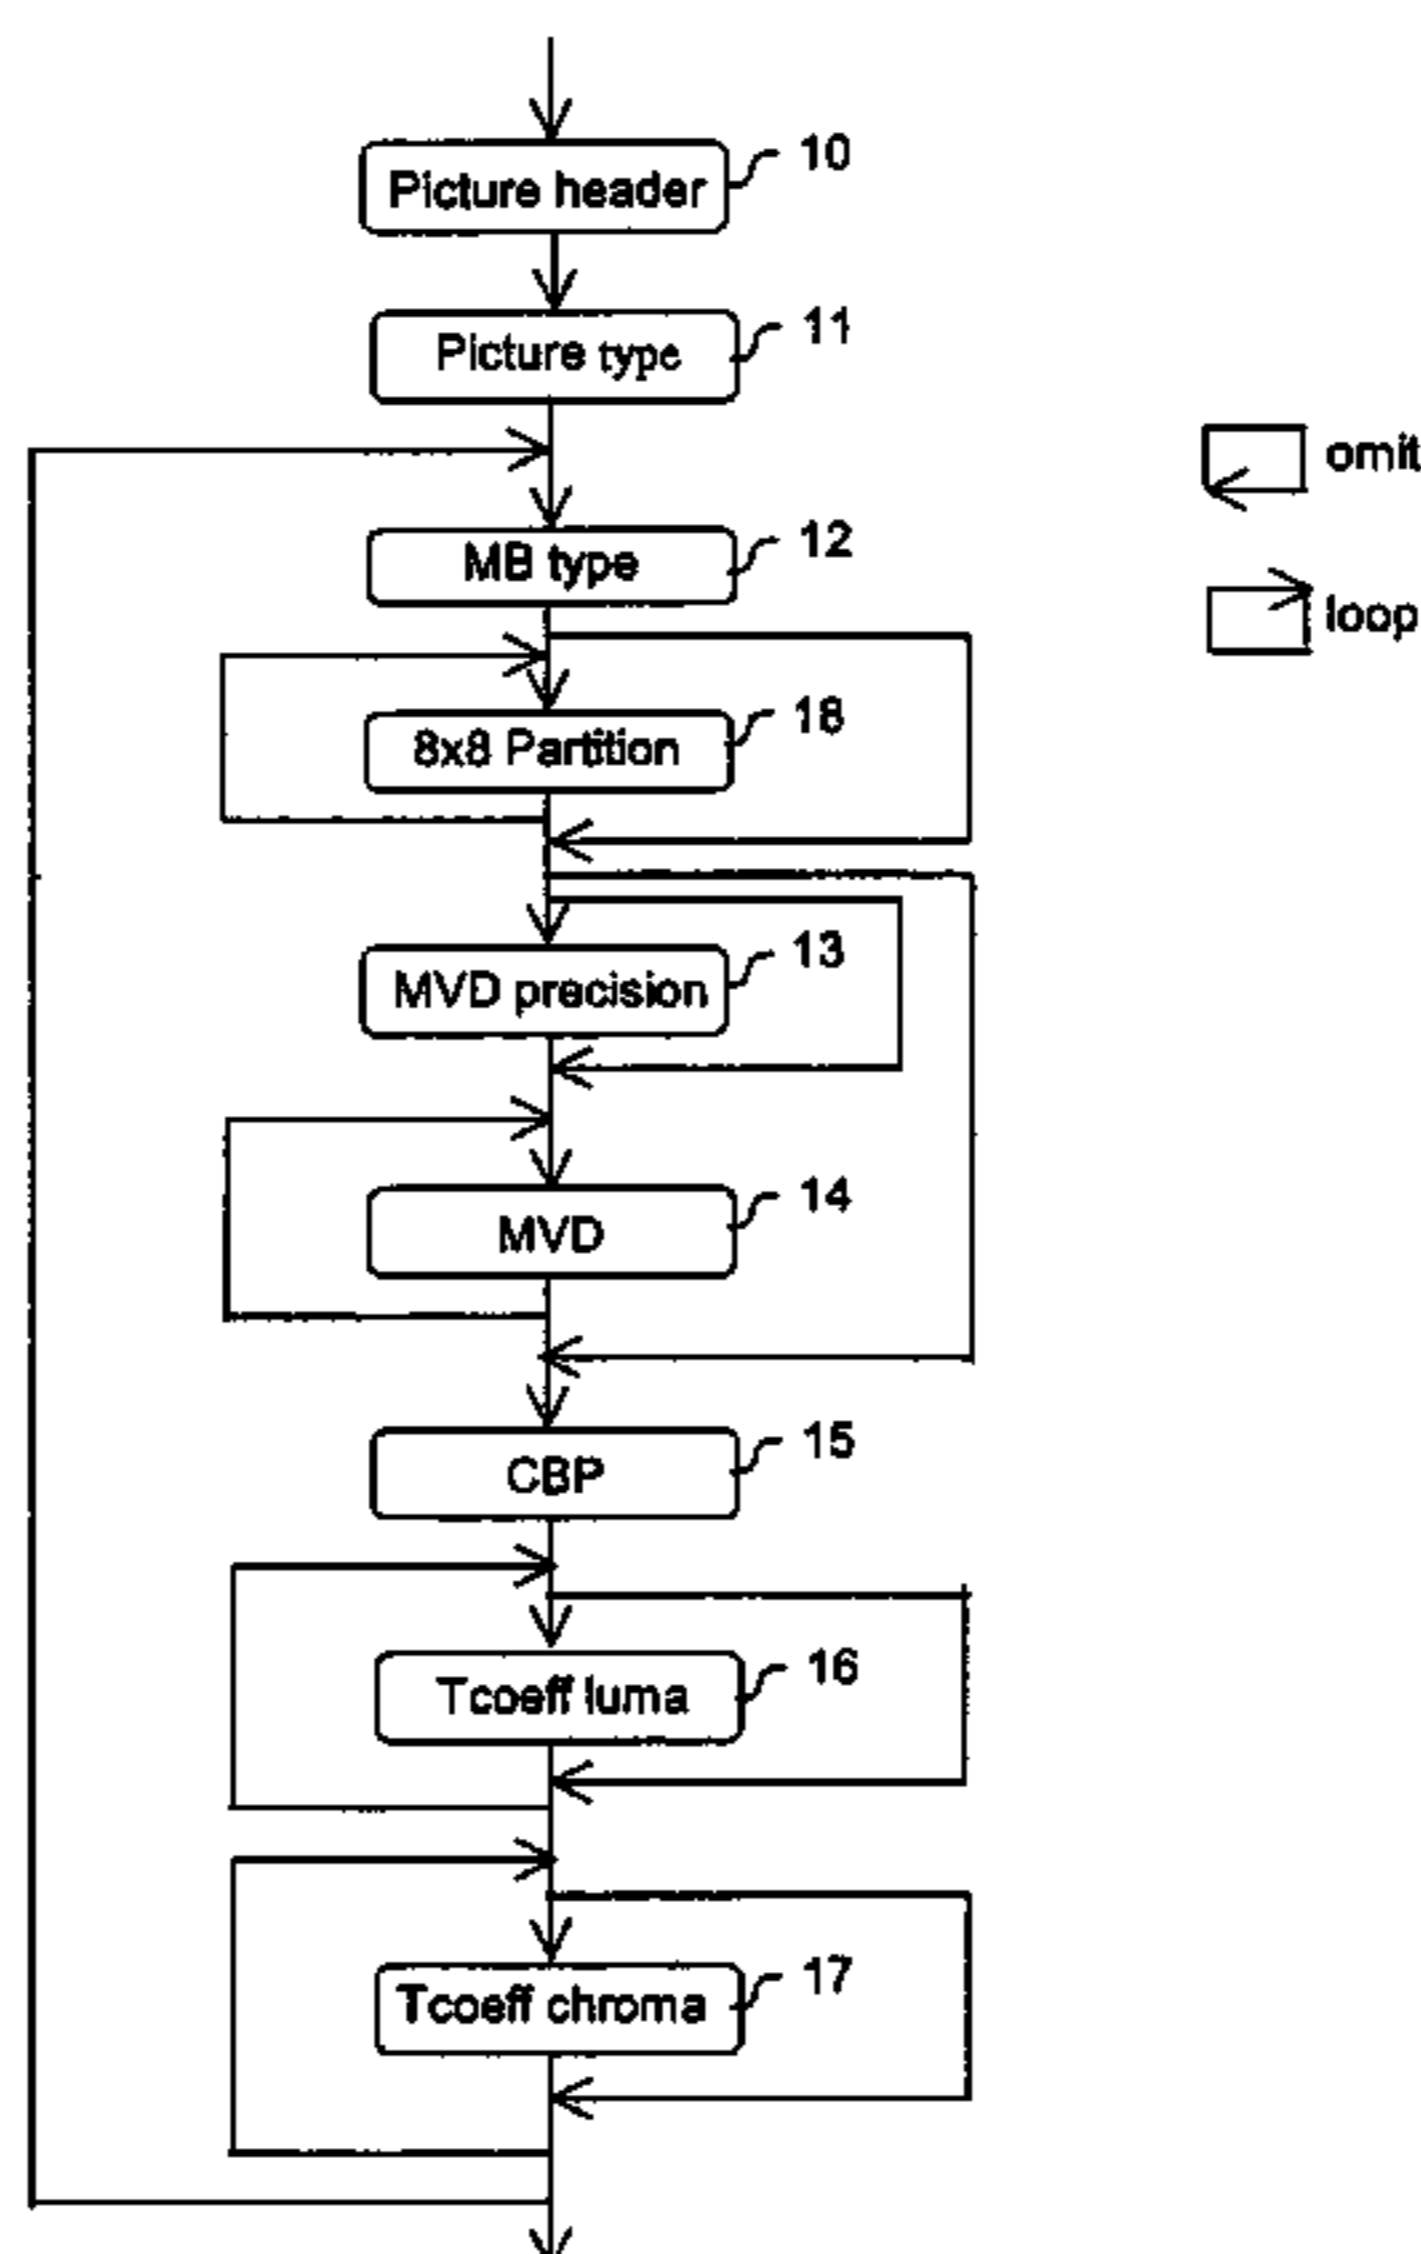 10
Picture header
11
Picture type
omit
12
MB type
loop
18
8x8 Partition
13
MVD precision
14
MVD
15
CBP
16
Tcoeff luma
17
Tcoeff chroma